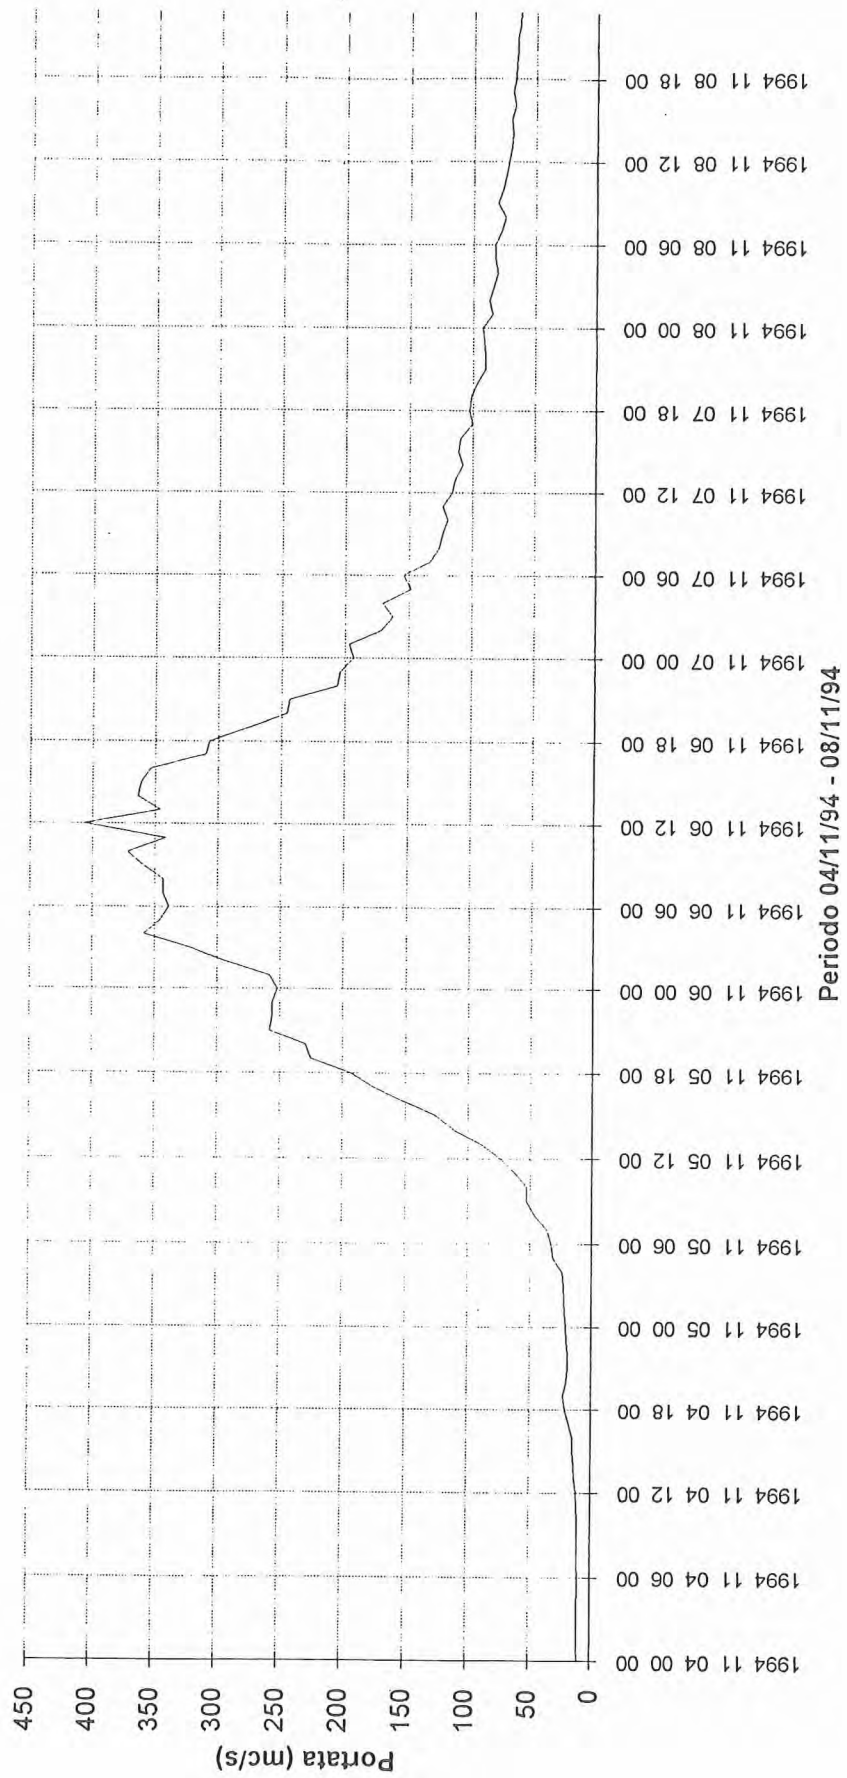 Portata (mc/s)
450
400
350
300
250
200
150
100
50
0
1994 11 04 00 00
1994 11 04 06 00
1994 11 04 12 00
1994 11 04 18 00
1994 11 05 00 00
1994 11 05 06 00
1994 11 05 12 00
1994 11 05 18 00
1994 11 06 00 00
1994 11 06 06 00
1994 11 06 12 00
1994 11 06 18 00
1994 11 07 00 00
1994 11 07 06 00
1994 11 07 12 00
1994 11 07 18 00
1994 11 08 00 00
1994 11 08 06 00
1994 11 08 12 00
1994 11 08 18 00
Periodo 04/11/94 - 08/11/94